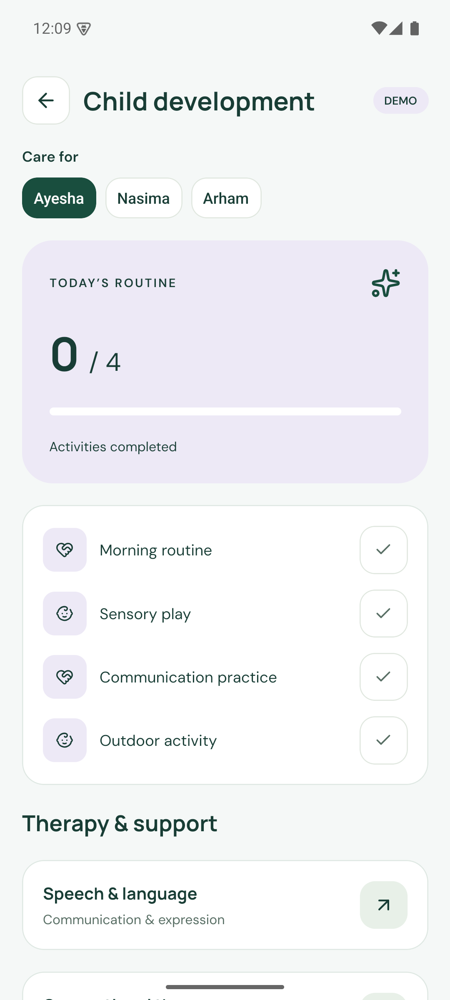 12:09
Child development
DEMO
Care for
Ayesha
Nasima
Arham
TODAY’S ROUTINE
0 / 4
Activities completed
Morning routine
Sensory play
Communication practice
Outdoor activity
Therapy & support
Speech & language
Communication & expression